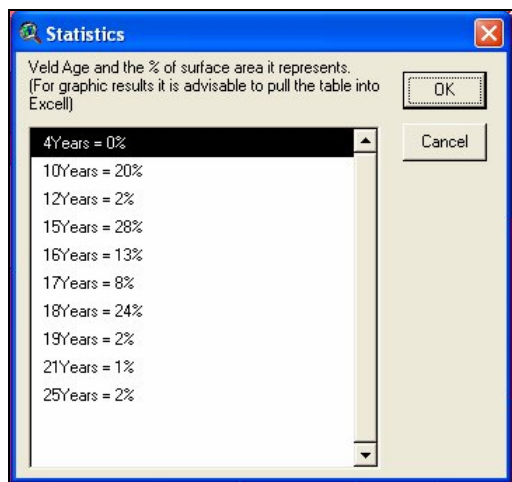 Statistics
Veld Age and the % of surface area it represents.
(For graphic results it is advisable to pull the table into
Excell)
OK
Cancel
4Years = 0%
10Years = 20%
12Years = 2%
15Years = 28%
16Years = 13%
17Years = 8%
18Years = 24%
19Years = 2%
21Years = 1%
25Years = 2%